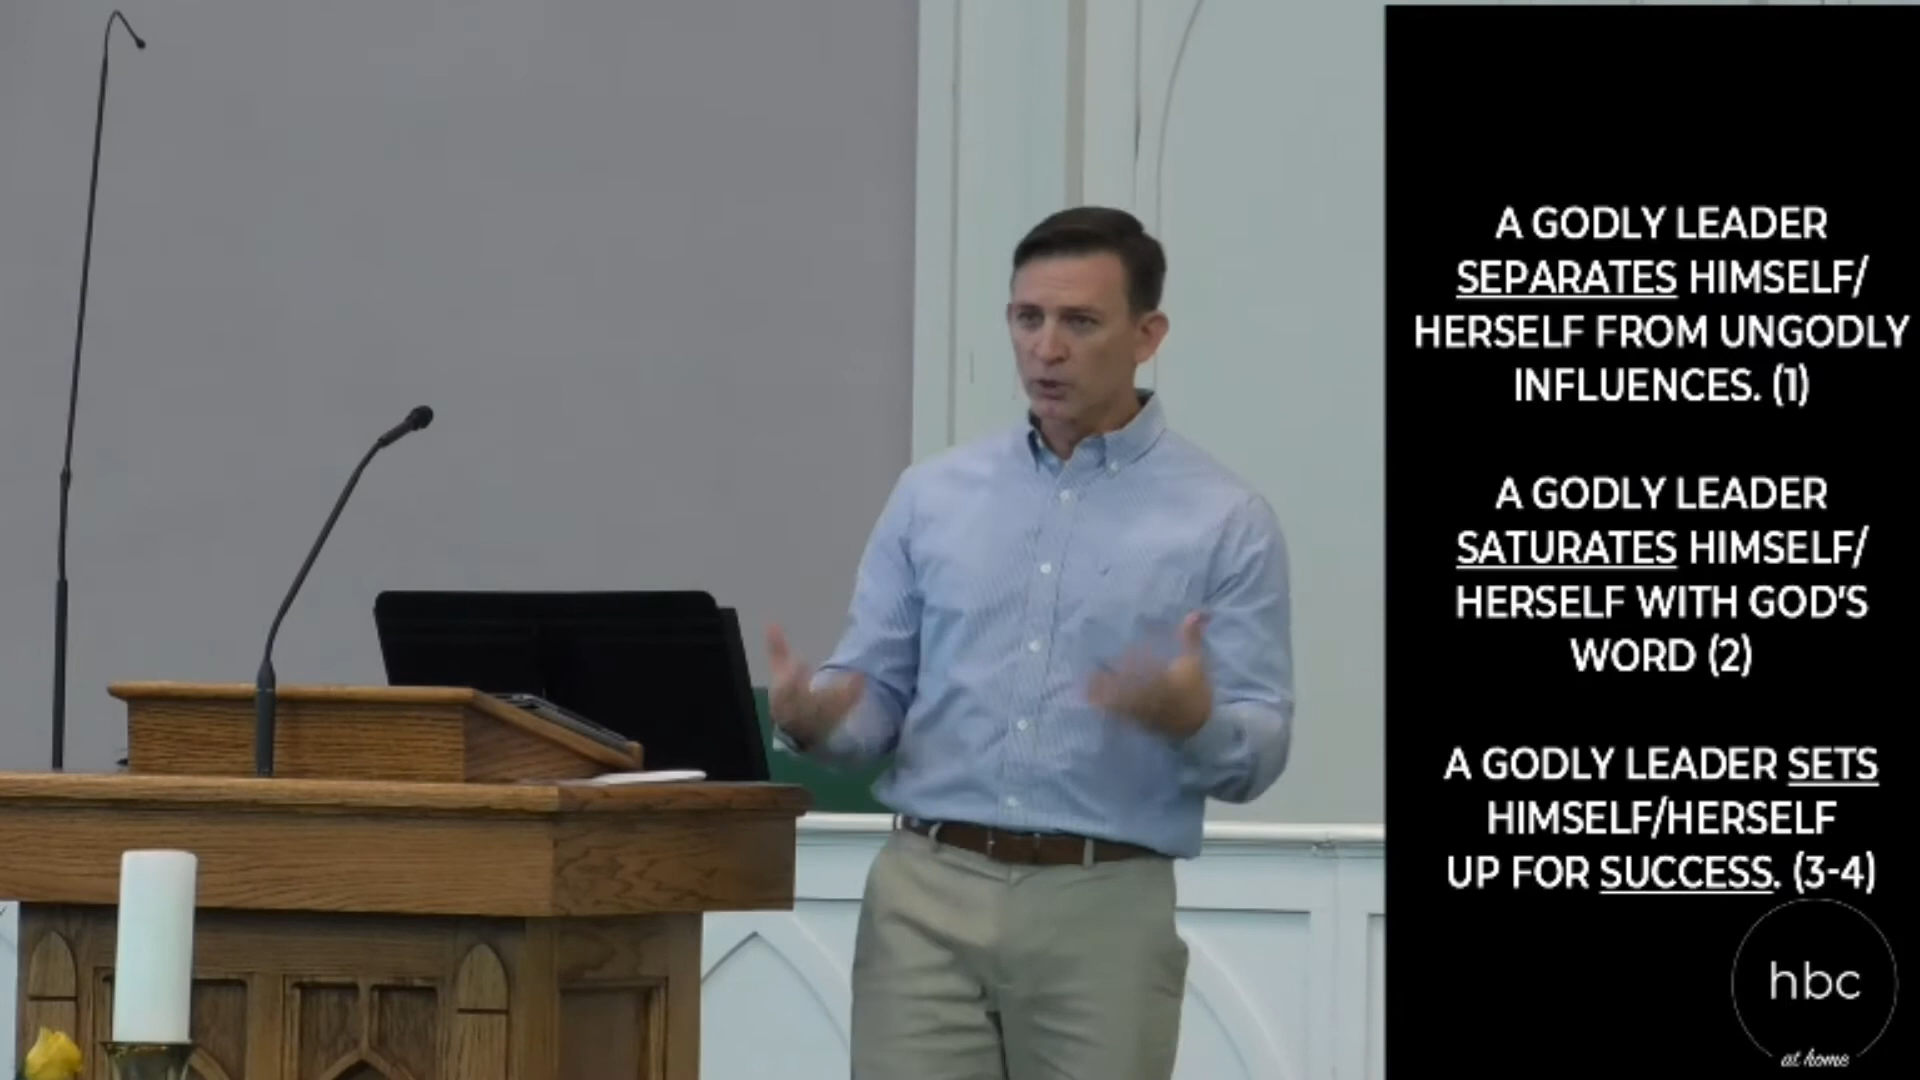 A GODLY LEADER
SEPARATES HIMSELF/
HERSELF FROM UNGODLY
INFLUENCES. (1)
A GODLY LEADER
SATURATES HIMSELF/
HERSELF WITH GOD'S
WORD (2)
A GODLY LEADER SETS
HIMSELF/HERSELF
UP FOR SUCCESS. (3-4)
hbc
at home